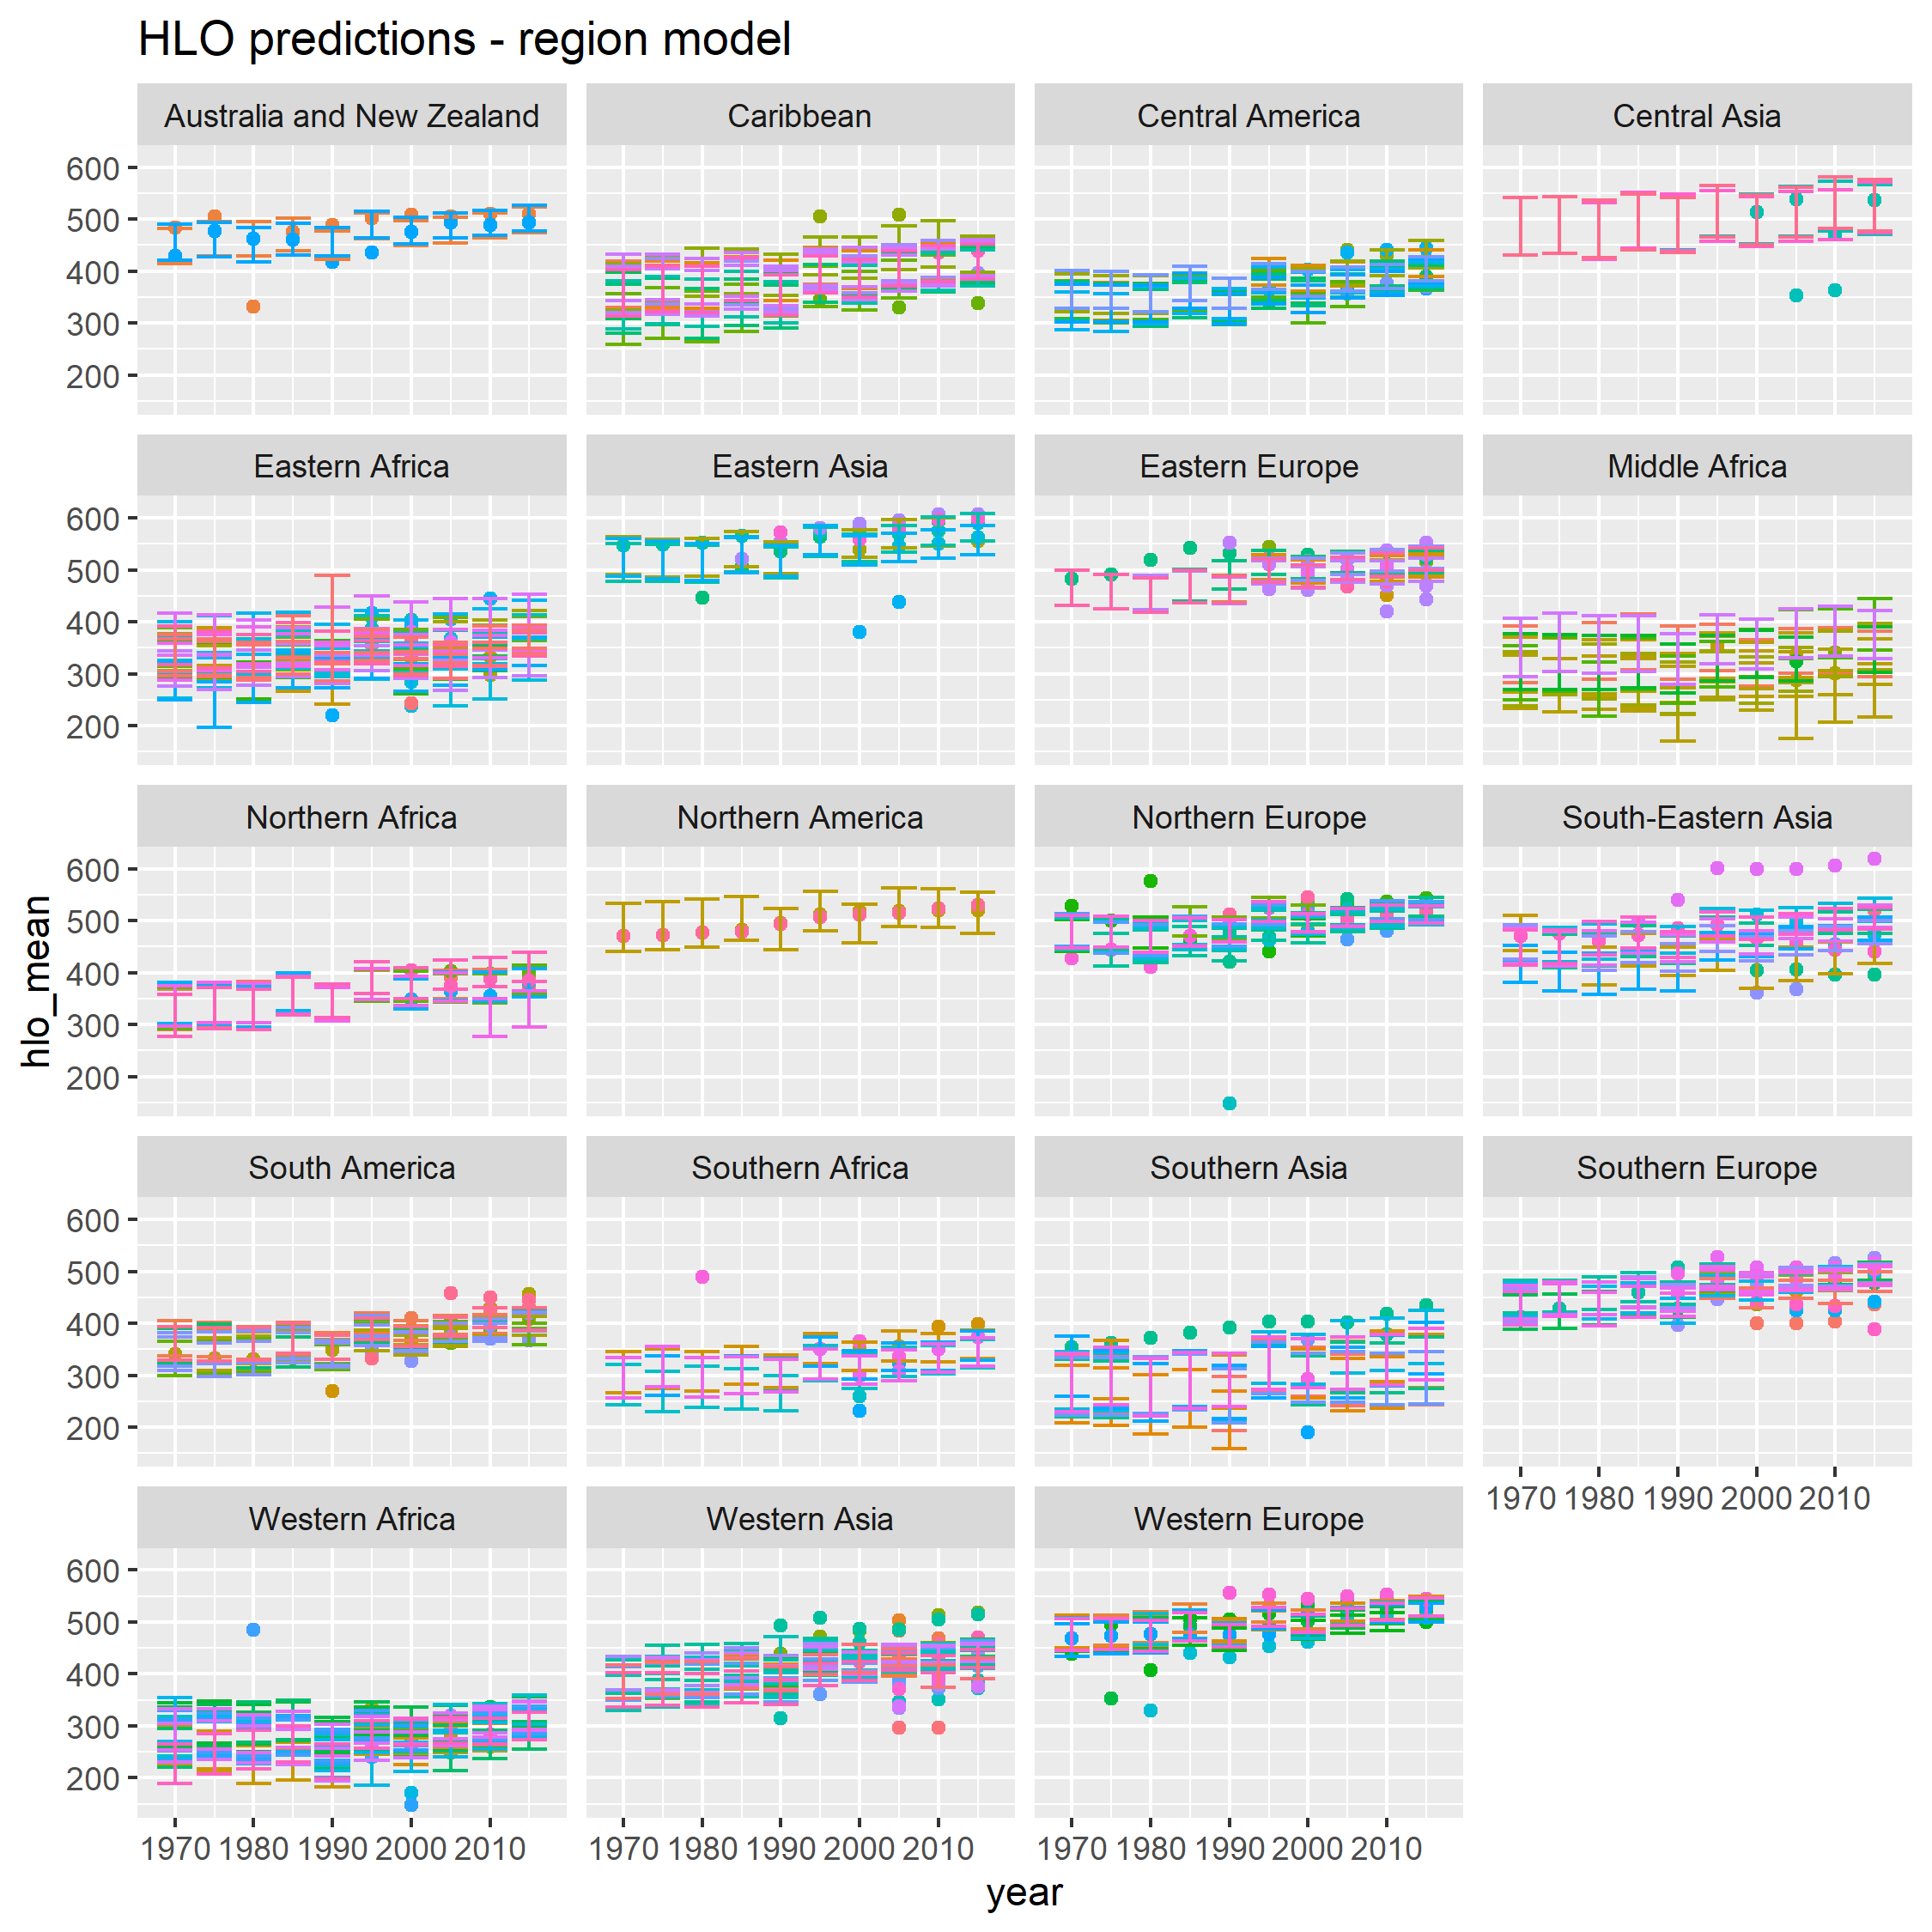 HLO predictions - region model
Australia and New Zealand
Caribbean
Central America
Central Asia
600
500
400
300
200
Eastern Africa
Eastern Asia
Eastern Europe
Middle Africa
600
500
400
300
200
Northern Africa
Northern America
Northern Europe
South-Eastern Asia
600
500
400
300
200
hlo_mean
South America
Southern Africa
Southern Asia
Southern Europe
600
500
400
300
200
1970 1980 1990 2000 2010
Western Africa
Western Asia
Western Europe
600
500
400
300
200
1970 1980 1990 2000 2010
1970 1980 1990 2000 2010
1970 1980 1990 2000 2010
year